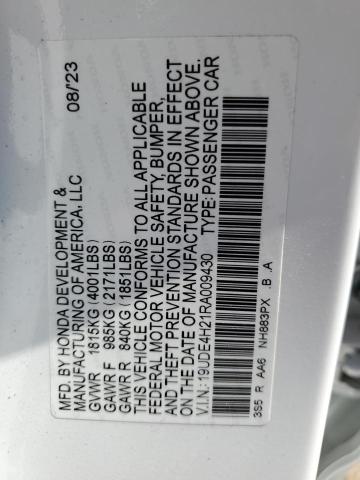 MFD. BY HONDA DEVELOPMENT & 08/'23
MANUFACTURING OF AMERICA, LLC
GVWR 1815KG (4001LBS)
GAWR F 985KG (2171LBS)
GAWR R 840KG (1851LBS)
THIS VEHICLE CONFORMS TO ALL APPLICABLE
FEDERAL MOTOR VEHICLE SAFETY, BUMPER,
AND THEFT PREVENTION STANDARDS IN EFFECT
ON THE DATE OF MANUFACTURE SHOWN ABOVE.
V.I.N.: 19UDE4H21RA009430 TYPE: PASSENGER CAR
3S5 R AA6 NH883PX .B .A